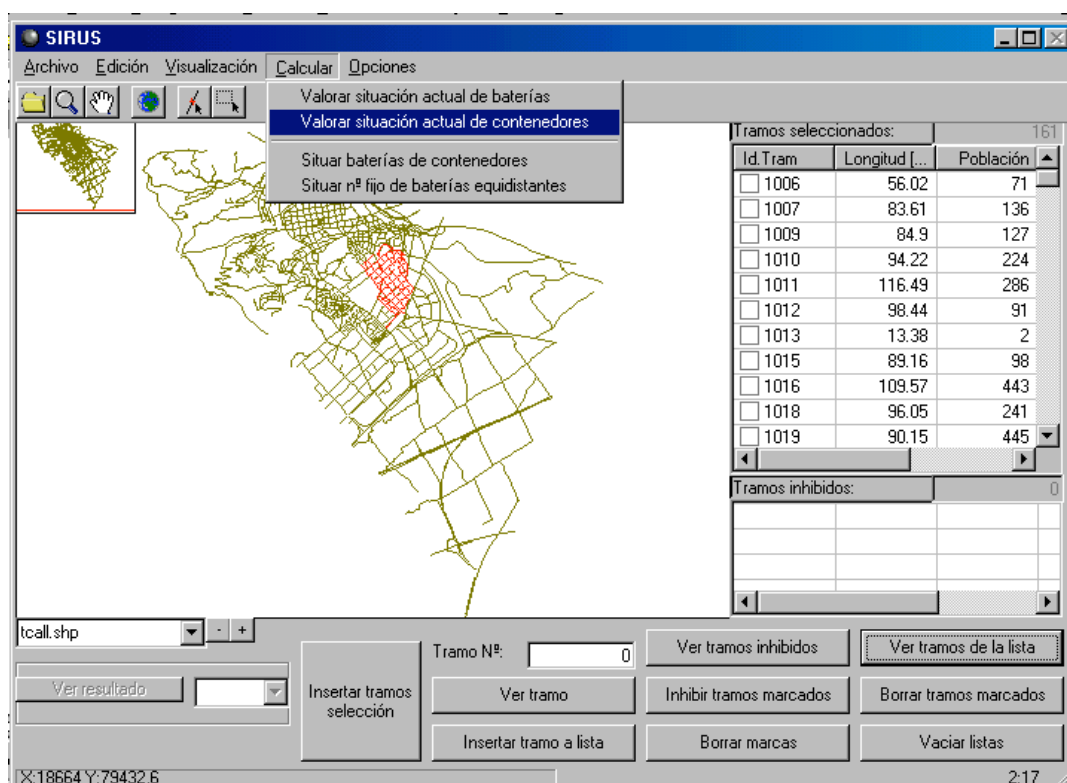 SIRUS
Archivo Edición Visualización Calcular Opciones
Valorar situación actual de baterías
Valorar situación actual de contenedores
Situar baterías de contenedores
Situar nº fijo de baterías equidistantes
Tramos seleccionados: 161
Id.Tram Longitud [... Población
1006 56.02 71
1007 83.61 136
1009 84.9 127
1010 94.22 224
1011 116.49 286
1012 98.44 91
1013 13.38 2
1015 89.16 98
1016 109.57 443
1018 96.05 241
1019 90.15 445
Tramos inhibidos: 0
tcall.shp - +
Ver resultado
Insertar tramos selección
Tramo Nº: 0
Ver tramo
Insertar tramo a lista
Ver tramos inhibidos
Inhibir tramos marcados
Borrar marcas
Ver tramos de la lista
Borrar tramos marcados
Vaciar listas
X:18664 Y:79432.6 2:17